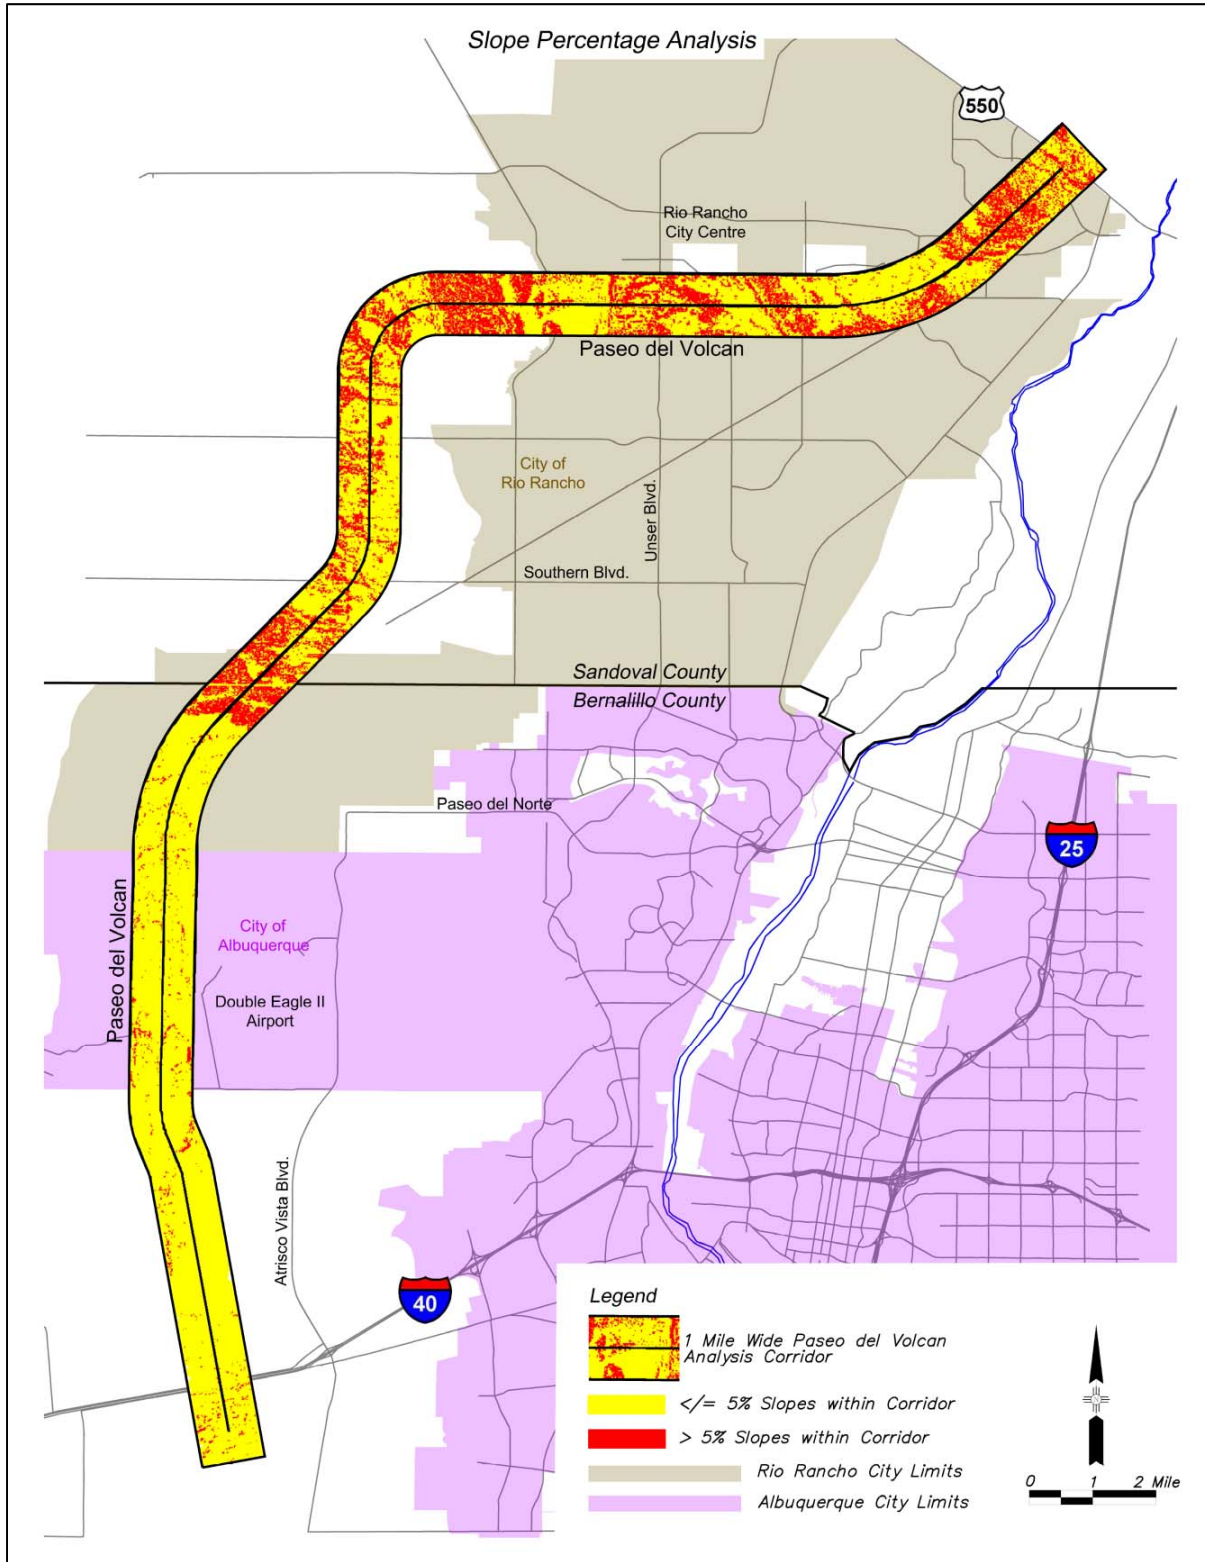 Slope Percentage Analysis
550
Rio Rancho
City Centre
Paseo del Volcan
City of
Rio Rancho
Unser Blvd.
Southern Blvd.
Sandoval County
Bernalillo County
Paseo del Norte
25
Paseo del Volcan
City of
Albuquerque
Double Eagle II
Airport
Atrisco Vista Blvd.
40
Legend
1 Mile Wide Paseo del Volcan
Analysis Corridor
</= 5% Slopes within Corridor
> 5% Slopes within Corridor
Rio Rancho City Limits
Albuquerque City Limits
0 1 2 Mile